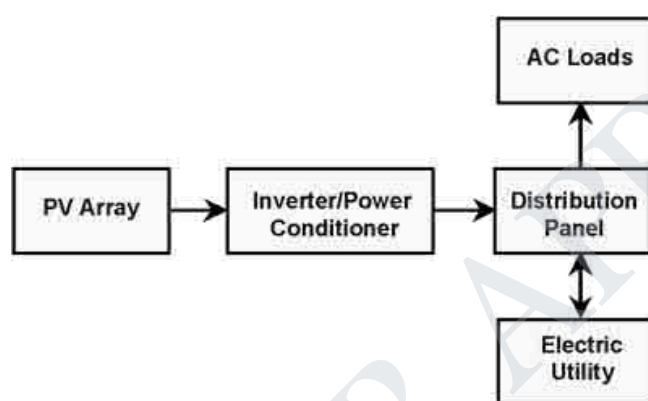 AC Loads
PV Array
Inverter/Power
Conditioner
Distribution
Panel
Electric
Utility